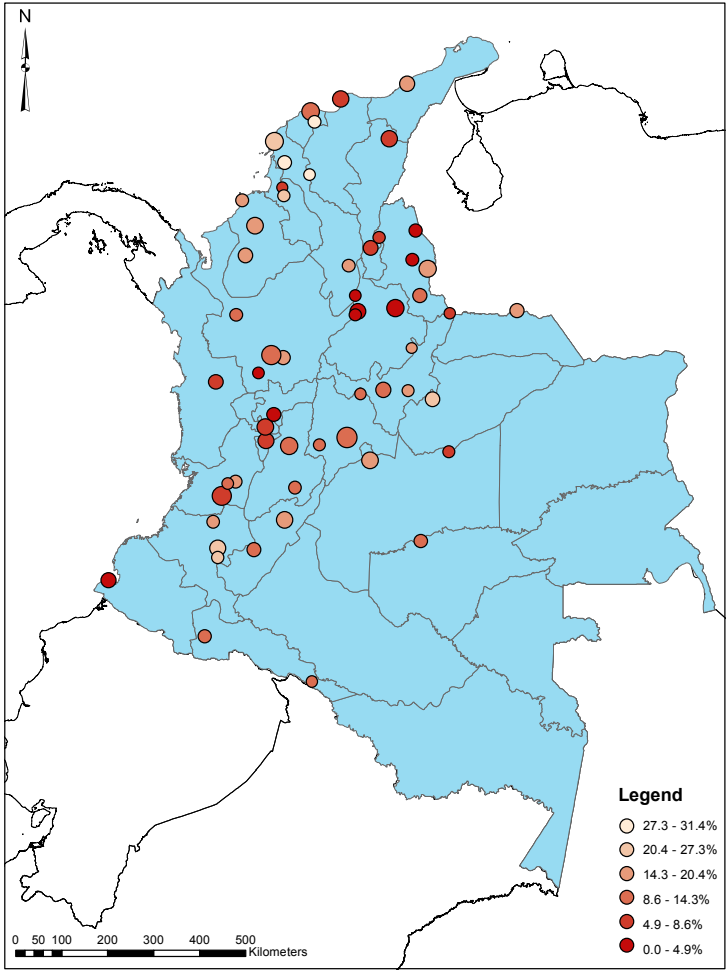 N
Legend
27.3 - 31.4%
20.4 - 27.3%
14.3 - 20.4%
8.6 - 14.3%
4.9 - 8.6%
0.0 - 4.9%
0 50 100 200 300 400 500
Kilometers